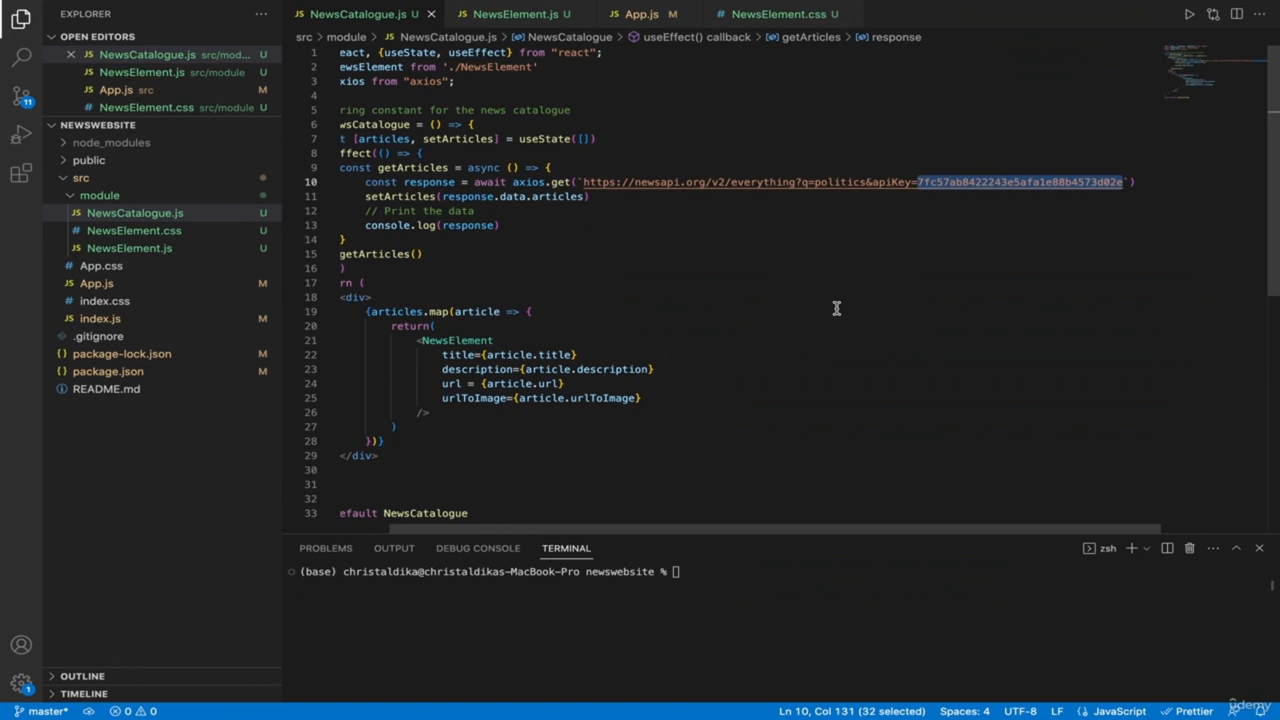 EXPLORER
OPEN EDITORS
NewsCatalogue.js src/mod... U
NewsElement.js src/module U
App.js src M
NewsElement.css src/module U
NEWSWEBSITE
node_modules
public
src
module
NewsCatalogue.js U
NewsElement.css U
NewsElement.js U
App.css
App.js M
index.css
index.js M
.gitignore
package-lock.json M
package.json M
README.md
OUTLINE
TIMELINE
NewsCatalogue.js U NewsElement.js U App.js M NewsElement.css U
src > module > NewsCatalogue.js > NewsCatalogue > useEffect() callback > getArticles > response
1 eact, {useState, useEffect} from "react";
2 ewsElement from './NewsElement'
3 xios from "axios";
4
5 ring constant for the news catalogue
6 wsCatalogue = () => {
7 t [articles, setArticles] = useState([])
8 ffect(() => {
9 const getArticles = async () => {
10 const response = await axios.get(`https://newsapi.org/v2/everything?q=politics&apiKey=7fc57ab8422243e5afa1e88b4573d02e`)
11 setArticles(response.data.articles)
12 // Print the data
13 console.log(response)
14 }
15 getArticles()
16 )
17 rn (
18 <div>
19 {articles.map(article => {
20 return(
21 <NewsElement
22 title={article.title}
23 description={article.description}
24 url = {article.url}
25 urlToImage={article.urlToImage}
26 />
27 )
28 })}
29 </div>
30
31
32
33 efault NewsCatalogue
PROBLEMS OUTPUT DEBUG CONSOLE TERMINAL zsh
(base) christaldika@christaldikas-MacBook-Pro newswebsite %
11
1
master* 0 0 Ln 10, Col 131 (32 selected) Spaces: 4 UTF-8 LF JavaScript Prettier
ûdemy